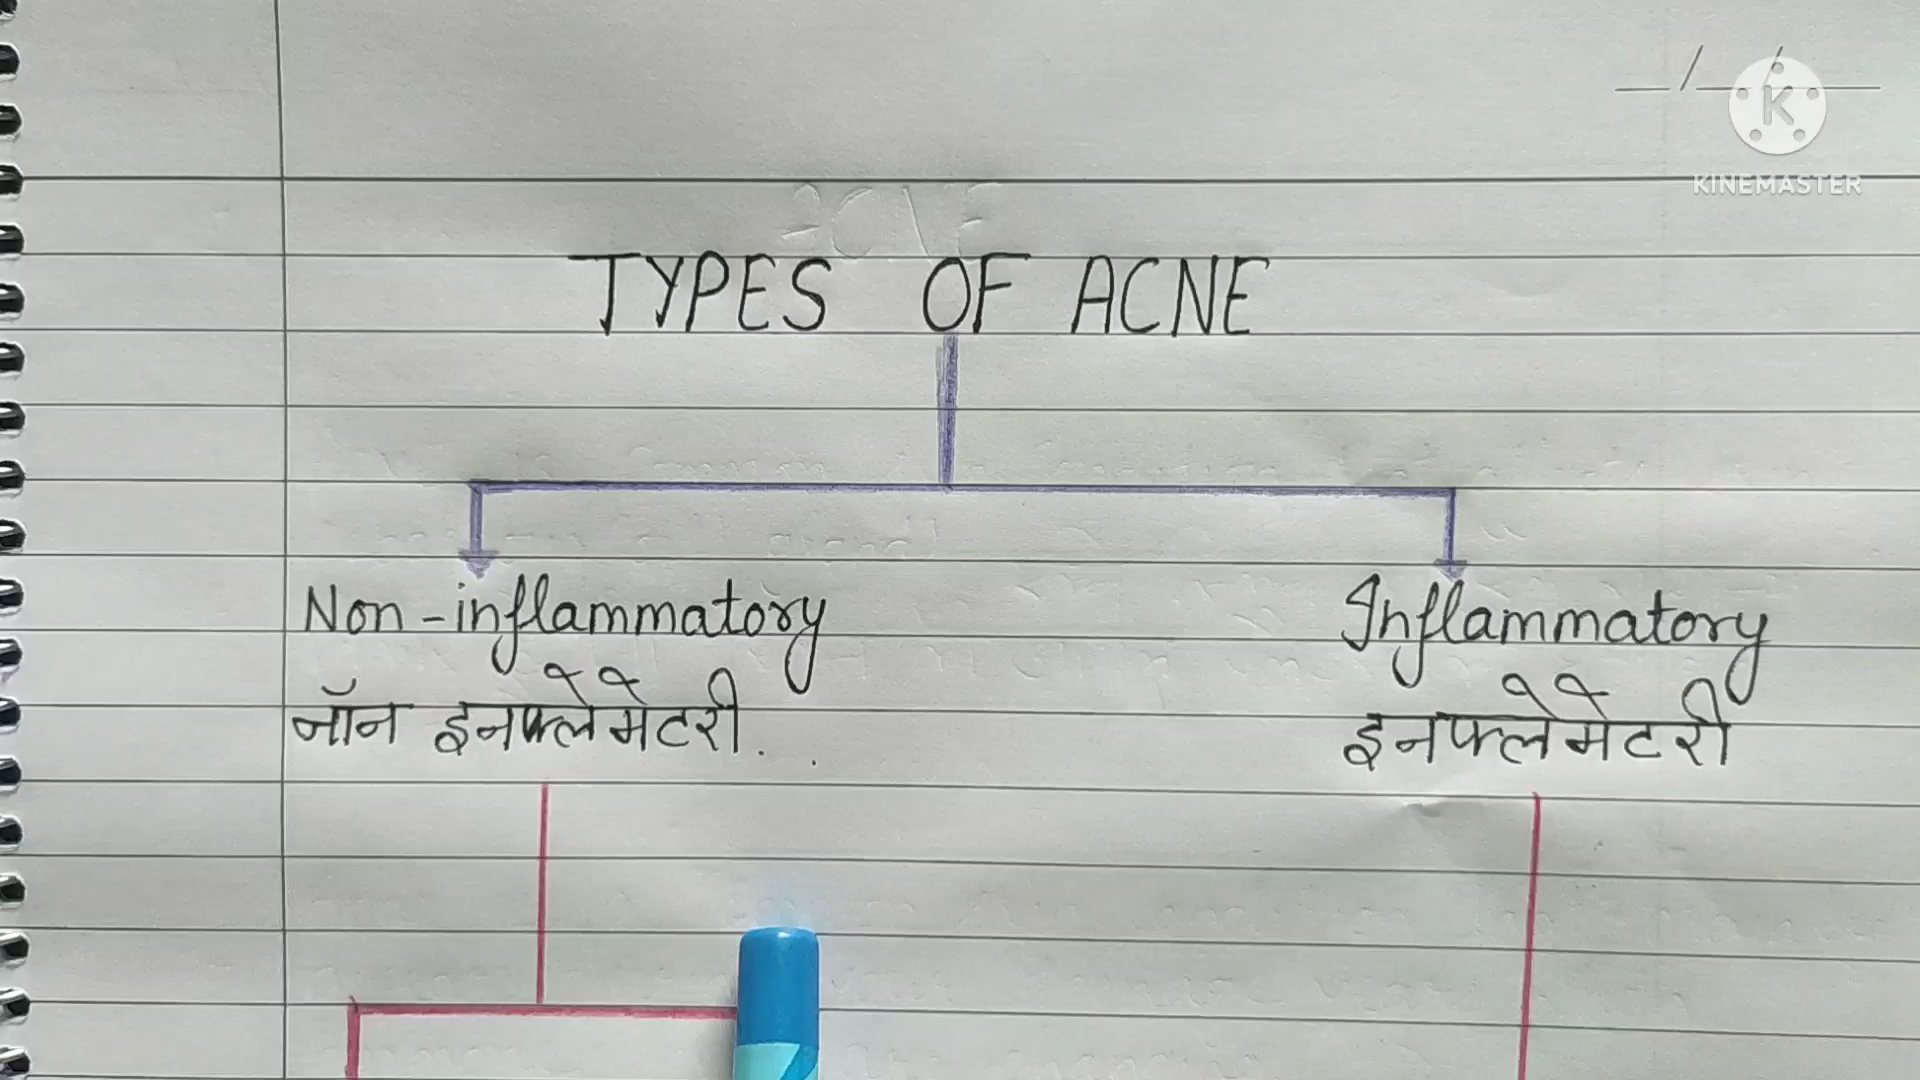 KINEMASTER
TYPES OF ACNE
Non-inflammatory
नॉन इनफ्लेमेटरी.
Inflammatory
इनफ्लेमेटरी